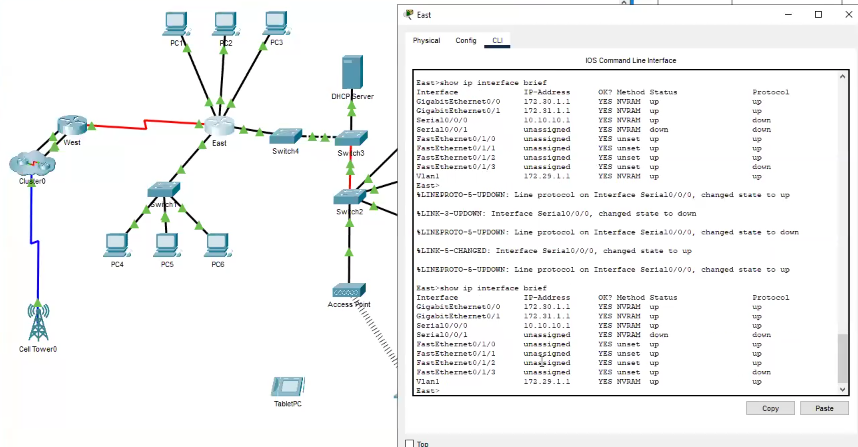 East
Physical Config CLI
IOS Command Line Interface
East>show ip interface brief
Interface IP-Address OK? Method Status Protocol
GigabitEthernet0/0 172.30.1.1 YES NVRAM up up
GigabitEthernet0/1 172.31.1.1 YES NVRAM up up
Serial0/0/0 10.10.10.1 YES NVRAM up down
Serial0/0/1 unassigned YES NVRAM down down
FastEthernet0/1/0 unassigned YES unset up up
FastEthernet0/1/1 unassigned YES unset up up
FastEthernet0/1/2 unassigned YES unset up up
FastEthernet0/1/3 unassigned YES unset up down
Vlan1 172.29.1.1 YES NVRAM up up
East>
%LINEPROTO-5-UPDOWN: Line protocol on Interface Serial0/0/0, changed state to up
%LINK-3-UPDOWN: Interface Serial0/0/0, changed state to down
%LINEPROTO-5-UPDOWN: Line protocol on Interface Serial0/0/0, changed state to down
%LINK-5-CHANGED: Interface Serial0/0/0, changed state to up
%LINEPROTO-5-UPDOWN: Line protocol on Interface Serial0/0/0, changed state to up
East>show ip interface brief
Interface IP-Address OK? Method Status Protocol
GigabitEthernet0/0 172.30.1.1 YES NVRAM up up
GigabitEthernet0/1 172.31.1.1 YES NVRAM up up
Serial0/0/0 10.10.10.1 YES NVRAM up up
Serial0/0/1 unassigned YES NVRAM down down
FastEthernet0/1/0 unassigned YES unset up up
FastEthernet0/1/1 unassigned YES unset up up
FastEthernet0/1/2 unassigned YES unset up up
FastEthernet0/1/3 unassigned YES unset up down
Vlan1 172.29.1.1 YES NVRAM up up
East>
Copy Paste
Top
PC1 PC2 PC3
DHCP Server
West
East
Switch4
Switch3
Cluster0
Switch1
Switch2
PC4 PC5 PC6
Access Point
Cell Tower0
TabletPC